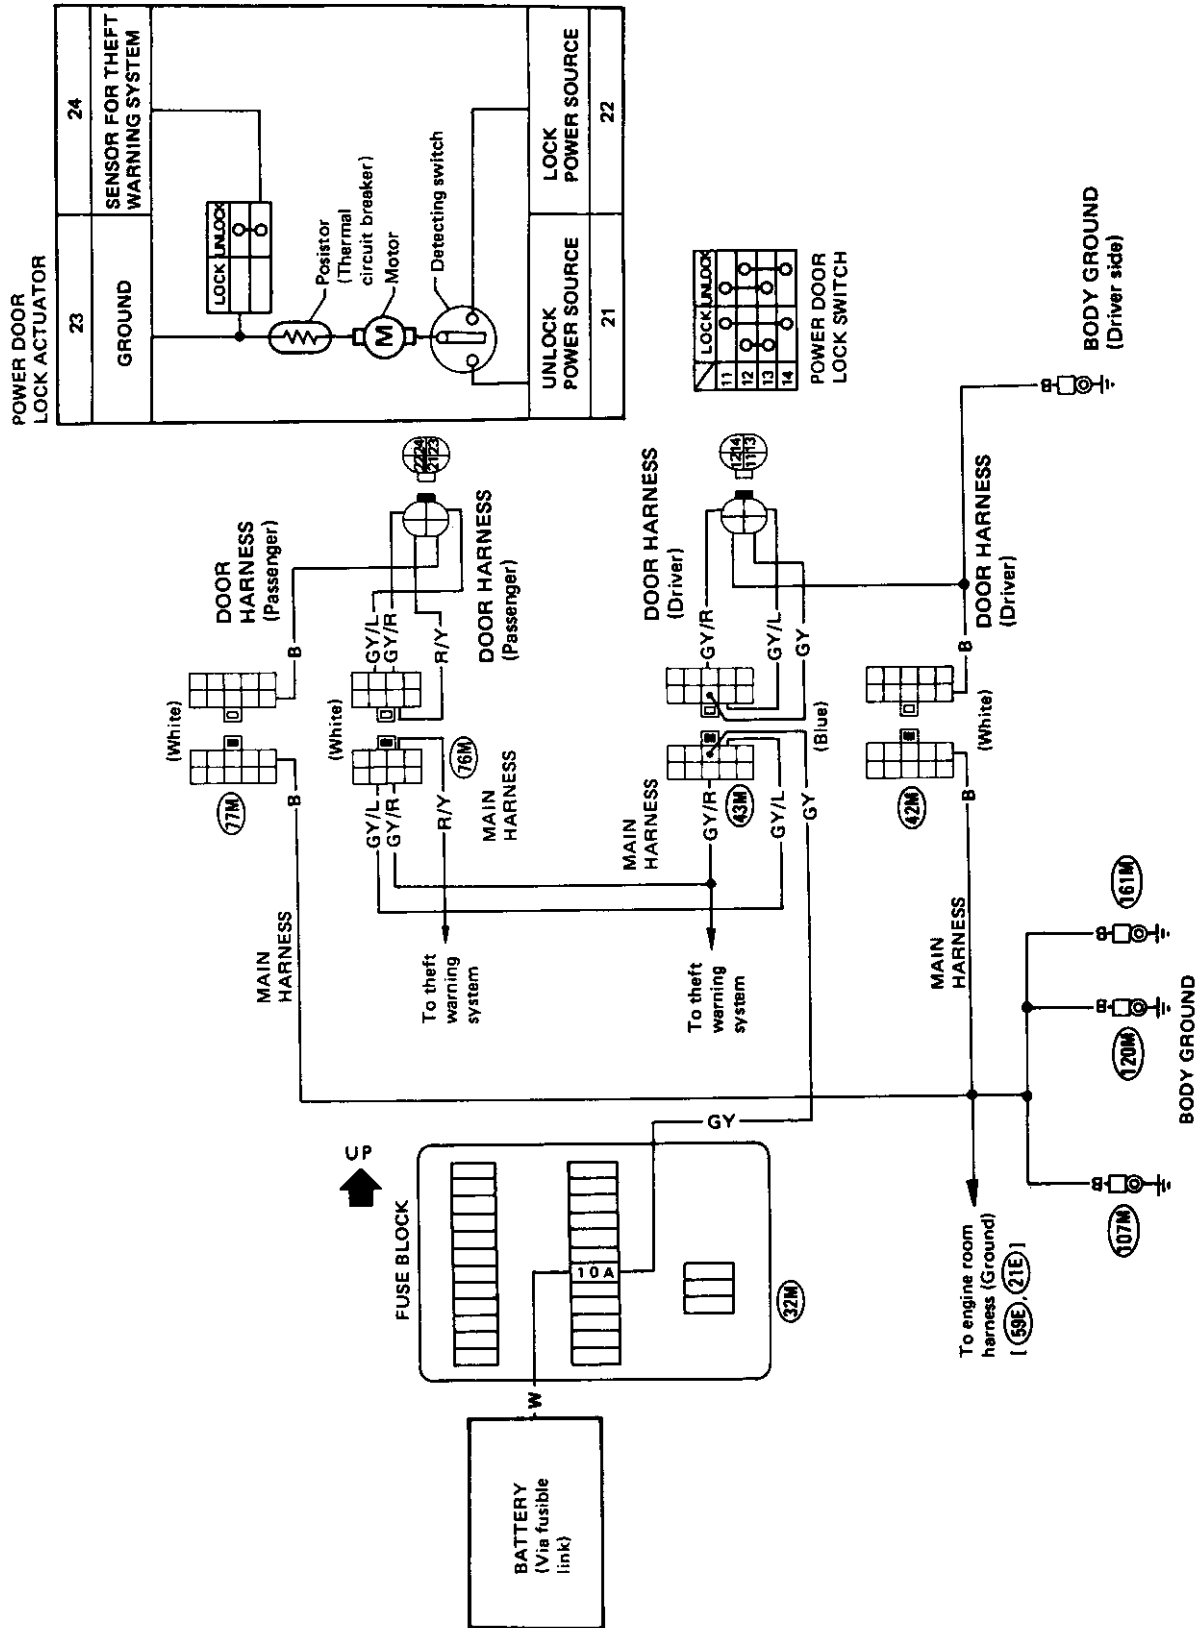 POWER DOOR
LOCK ACTUATOR
23
24
GROUND
SENSOR FOR THEFT
WARNING SYSTEM
LOCK
UNLOCK
Posistor
(Thermal
circuit breaker)
Motor
M
Detecting switch
UNLOCK
POWER SOURCE
LOCK
POWER SOURCE
21
22
DOOR
HARNESS
(Passenger)
(White)
B
77M
B
MAIN
HARNESS
2224
2123
(White)
GY/L
GY/R
R/Y
DOOR HARNESS
(Passenger)
GY/L
GY/R
R/Y
76M
MAIN
HARNESS
To theft
warning
system
LOCK
UNLOCK
11
12
13
14
POWER DOOR
LOCK SWITCH
DOOR HARNESS
(Driver)
1214
1113
GY/R
GY/L
GY
(Blue)
MAIN
HARNESS
GY/R
43M
GY/L
GY
To theft
warning
system
BODY GROUND
(Driver side)
B
DOOR HARNESS
(Driver)
B
(White)
42M
B
MAIN
HARNESS
UP
FUSE BLOCK
10A
GY
32M
W
BATTERY
(Via fusible
link)
To engine room
harness (Ground)
[ 59E , 21E ]
B
107M
B
120M
B
161M
BODY GROUND